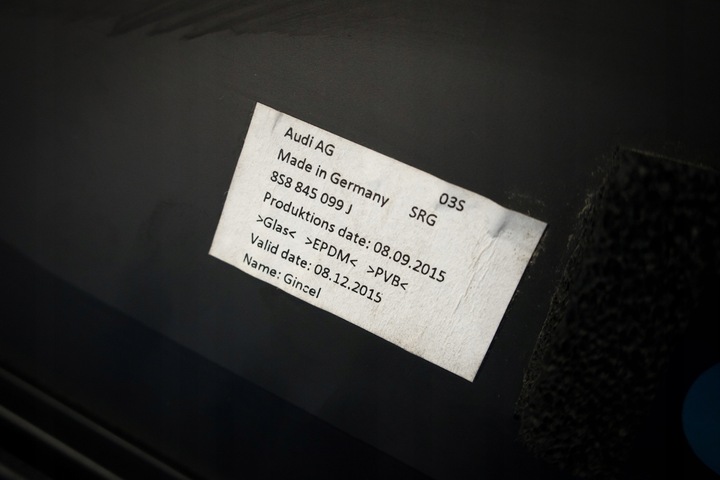 Audi AG
Made in Germany 03S
8S8 845 099 J SRG
Produktions date: 08.09.2015
>Glas< >EPDM< >PVB<
Valid date: 08.12.2015
Name: Gincel